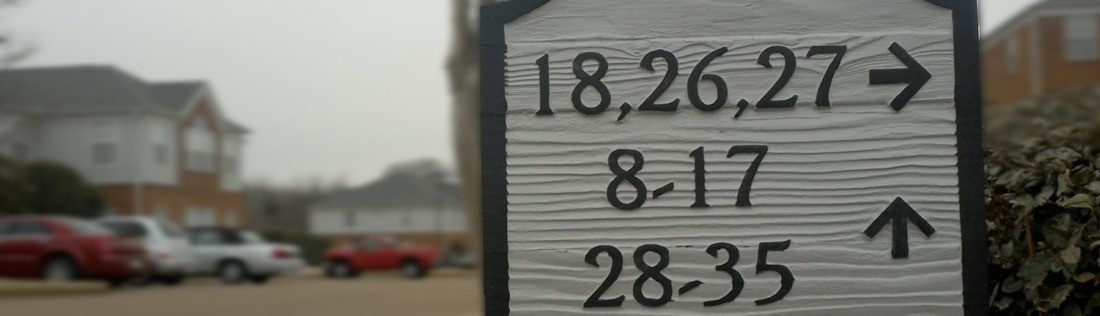 18,26,27 →
8-17
↑
28-35